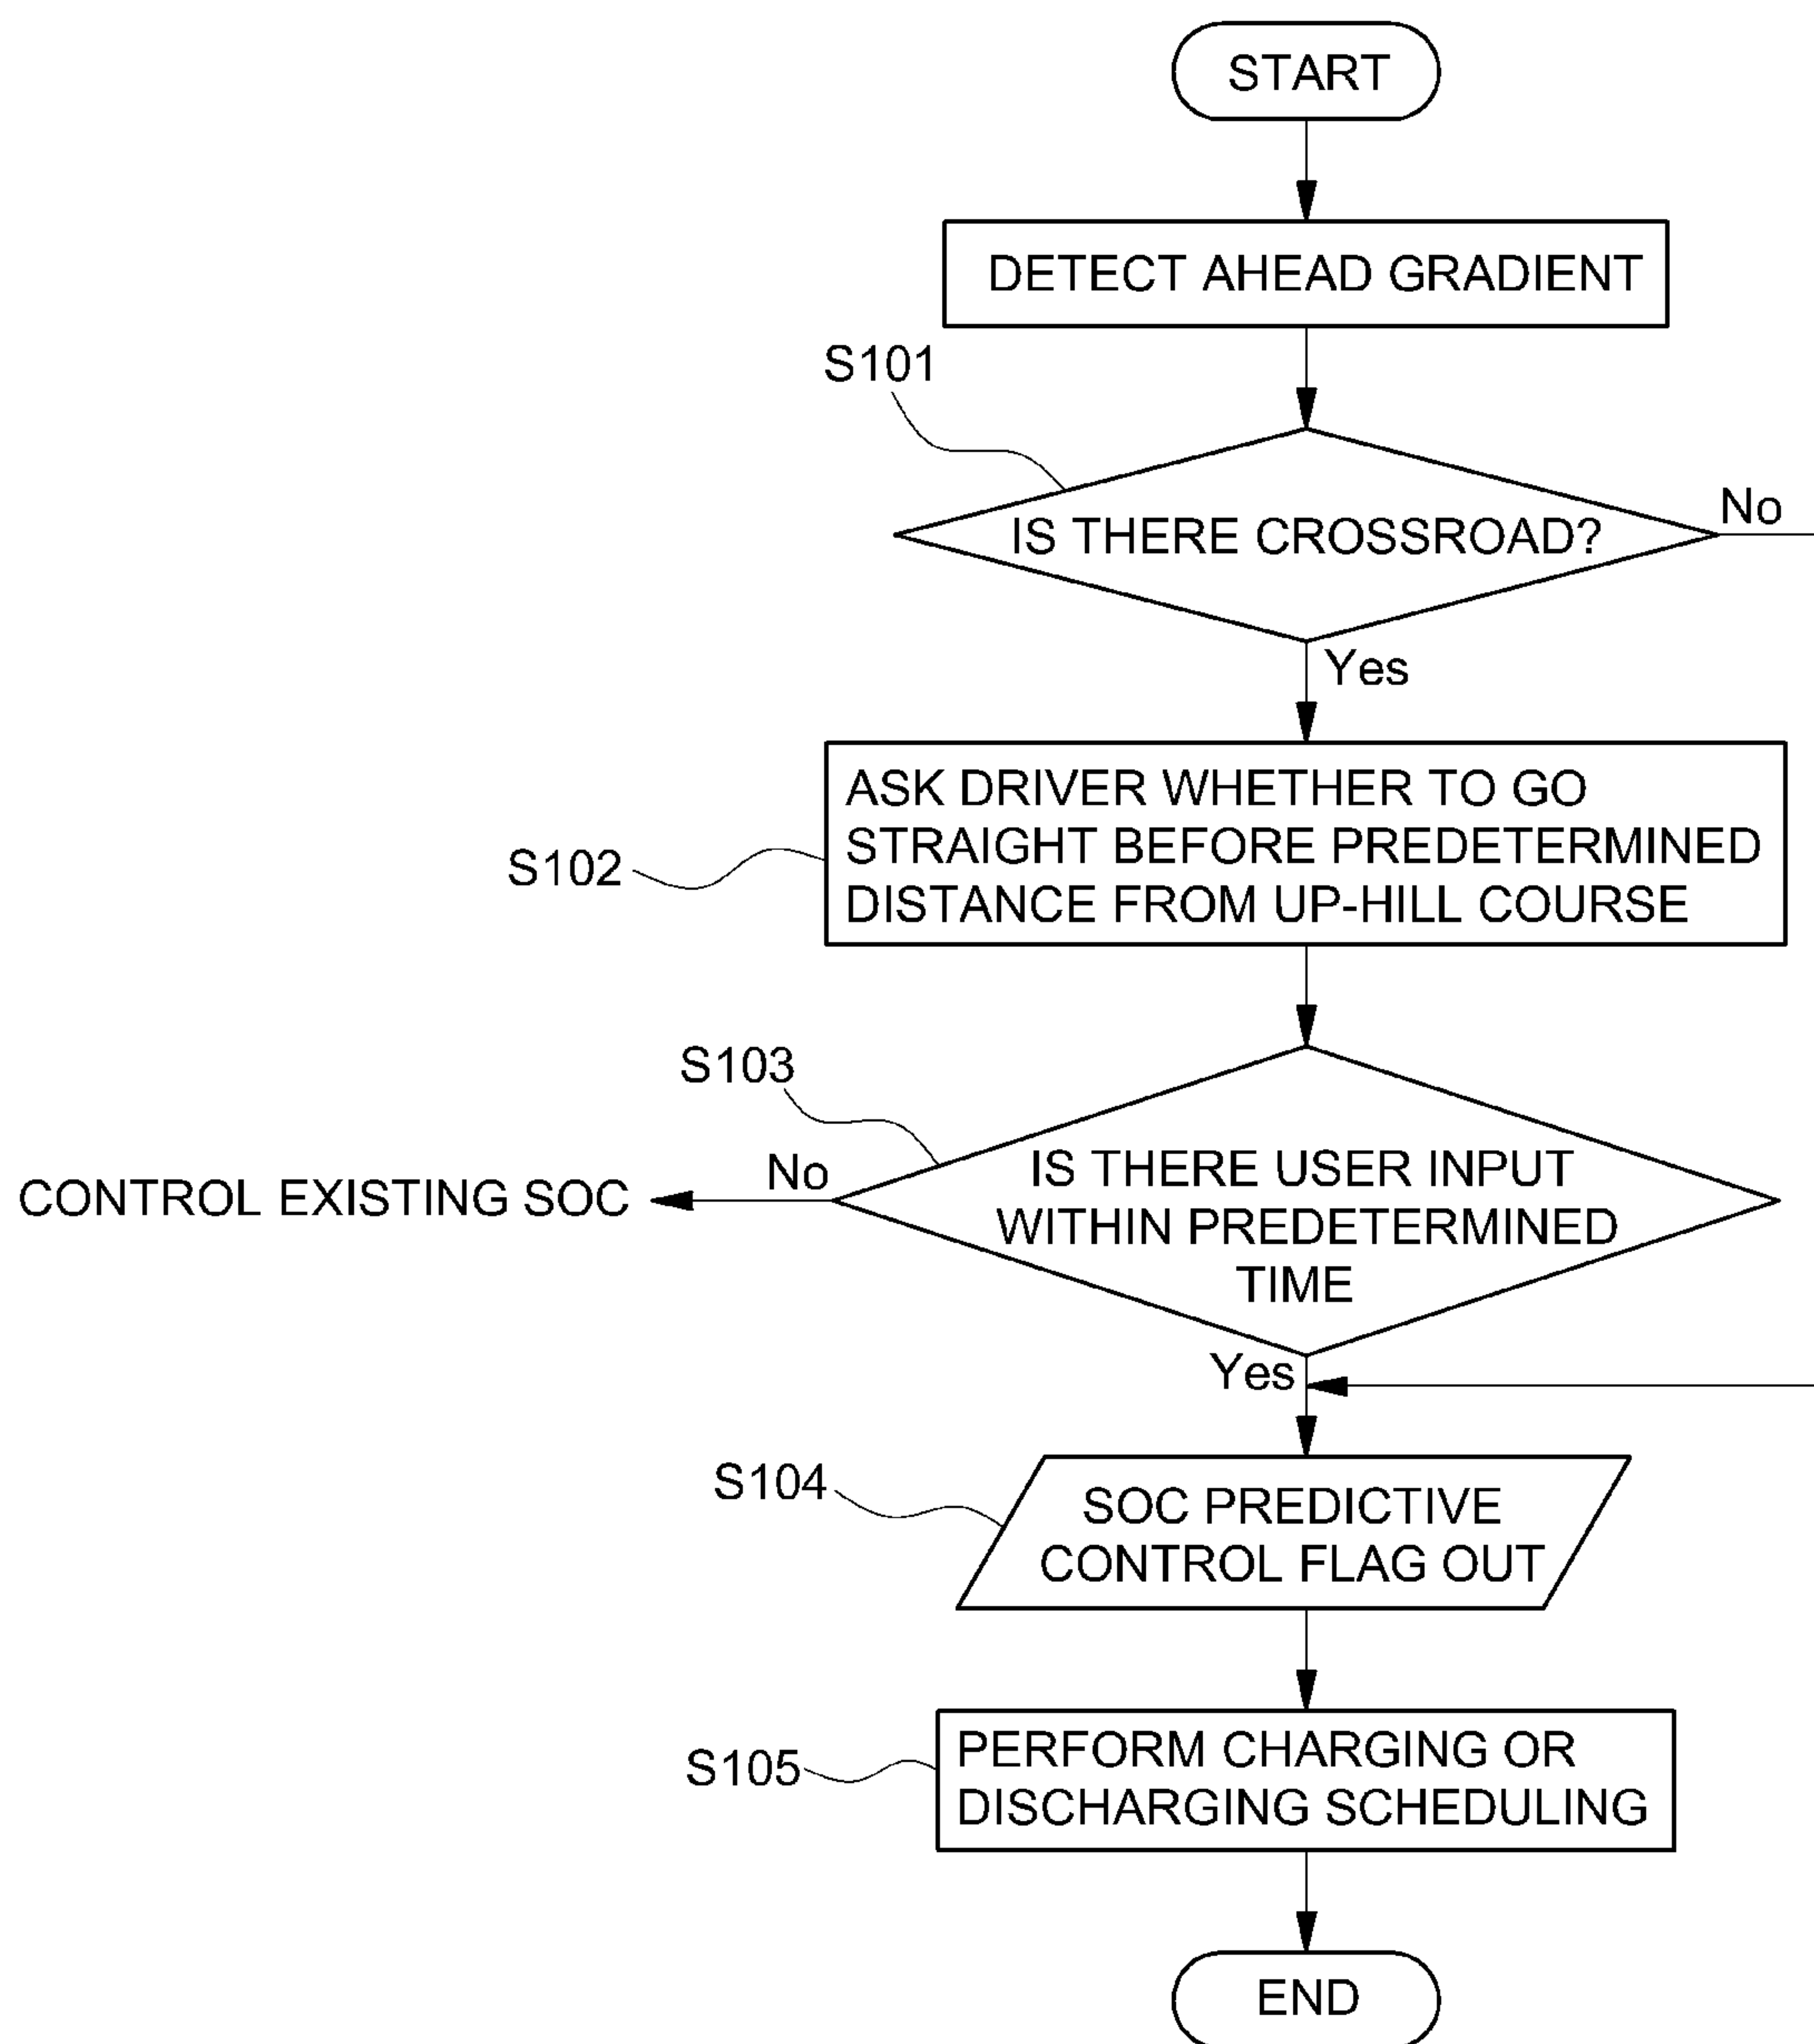 START
DETECT AHEAD GRADIENT
S101
IS THERE CROSSROAD?
No
Yes
ASK DRIVER WHETHER TO GO
STRAIGHT BEFORE PREDETERMINED
DISTANCE FROM UP-HILL COURSE
S102
S103
IS THERE USER INPUT
WITHIN PREDETERMINED
TIME
No
CONTROL EXISTING SOC
Yes
S104
SOC PREDICTIVE
CONTROL FLAG OUT
S105
PERFORM CHARGING OR
DISCHARGING SCHEDULING
END